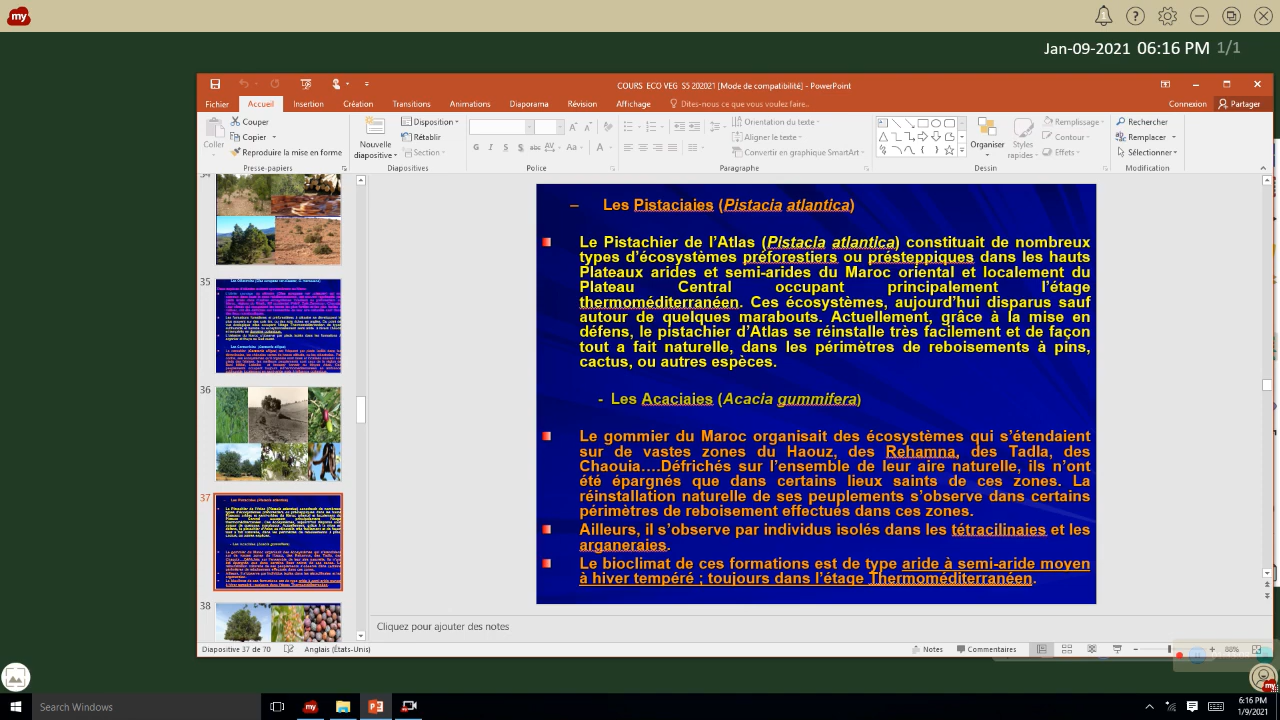 my
Jan-09-2021 06:16 PM 1/1
COURS ECO VEG S5 202021 [Mode de compatibilité] - PowerPoint
Fichier Accueil Insertion Création Transitions Animations Diaporama Révision Affichage Dites-nous ce que vous voulez faire.. Connexion Partager
Coller
Couper
Copier
Reproduire la mise en forme
Presse-papiers
Nouvelle diapositive
Disposition
Rétablir
Section
Diapositives
G I S S abc AV Aa A
Police
Orientation du texte
Aligner le texte
Convertir en graphique SmartArt
Paragraphe
Organiser
Styles rapides
Remplissage
Contour
Effets
Dessin
Rechercher
Remplacer
Sélectionner
Modification
34
35
36
37
38
– Les Pistaciaies (Pistacia atlantica)
Le Pistachier de l’Atlas (Pistacia atlantica) constituait de nombreux
types d’écosystèmes préforestiers ou présteppiques dans les hauts
Plateaux arides et semi-arides du Maroc oriental et localement du
Plateau Central occupant principalement l’étage
thermoméditerranéen. Ces écosystèmes, aujourd’hui disparus sauf
autour de quelques marabouts. Actuellement, grâce à la mise en
défens, le pistachier d’Atlas se réinstalle très facilement et de façon
tout a fait naturelle, dans les périmètres de reboisements à pins,
cactus, ou autres especes.
- Les Acaciaies (Acacia gummifera)
Le gommier du Maroc organisait des écosystèmes qui s’étendaient
sur de vastes zones du Haouz, des Rehamna, des Tadla, des
Chaouia….Défrichés sur l’ensemble de leur aire naturelle, ils n’ont
été épargnés que dans certains lieux saints de ces zones. La
réinstallation naturelle de ses peuplements s’observe dans certains
périmètres de reboisement effectués dans ces zones.
Ailleurs, il s’observe par individus isolés dans les tétraclinaies et les
arganeraies.
Le bioclimat de ces formations est de type aride à semi-aride moyen
à hiver tempéré ; toujours dans l’étage Thermoméditerranéen.
Cliquez pour ajouter des notes
Diapositive 37 de 70 Anglais (États-Unis) Notes Commentaires 88%
my
Search Windows
my
6:16 PM
1/9/2021